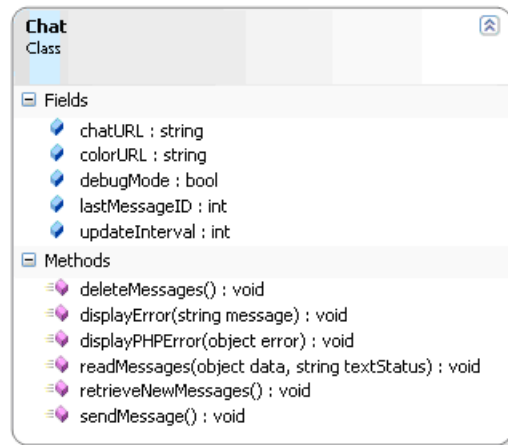 Chat
Class
Fields
chatURL : string
colorURL : string
debugMode : bool
lastMessageID : int
updateInterval : int
Methods
deleteMessages() : void
displayError(string message) : void
displayPHPError(object error) : void
readMessages(object data, string textStatus) : void
retrieveNewMessages() : void
sendMessage() : void